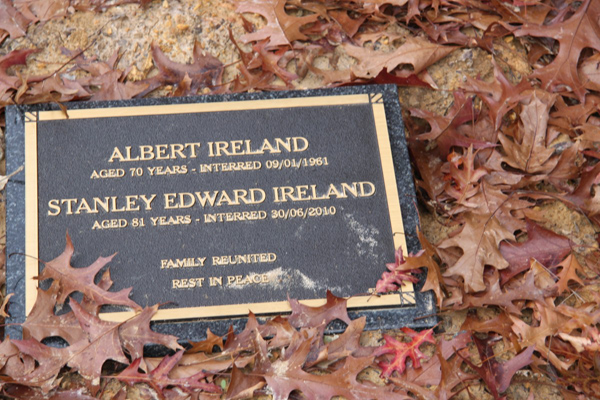 ALBERT IRELAND
AGED 70 YEARS - INTERRED 09/01/1961
STANLEY EDWARD IRELAND
AGED 81 YEARS - INTERRED 30/06/2010
FAMILY REUNITED
REST IN PEACE